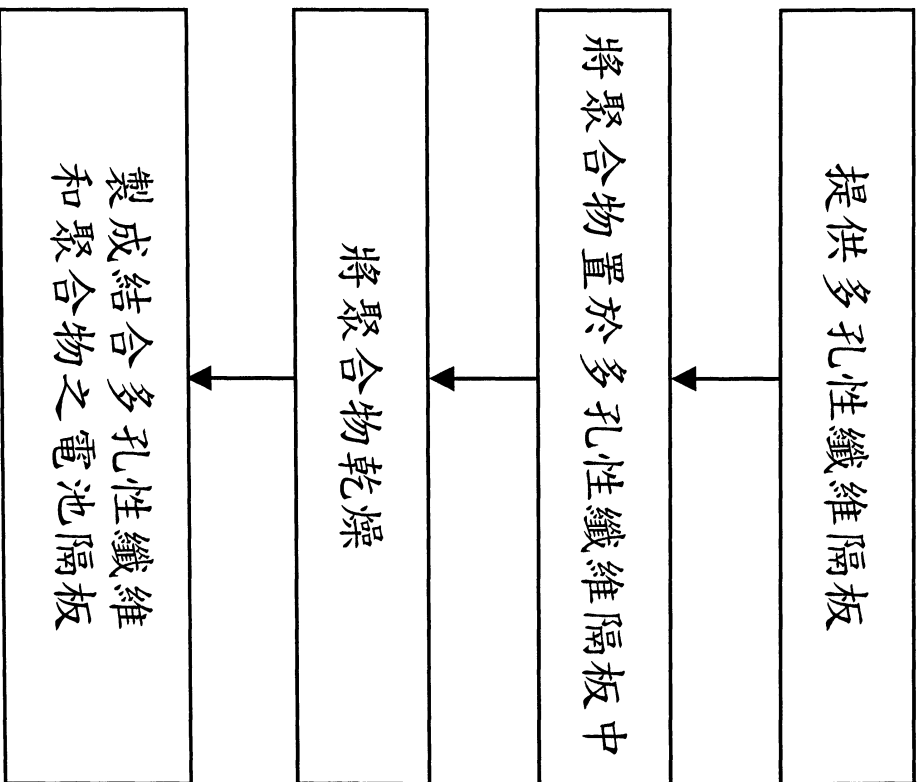 提供多孔性纖維隔板
將聚合物置於多孔性纖維隔板中
將聚合物乾燥
製成結合多孔性纖維
和聚合物之電池隔板